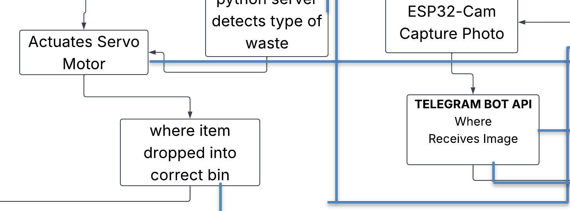 python server
detects type of
waste
ESP32-Cam
Capture Photo
Actuates Servo
Motor
TELEGRAM BOT API
Where
Receives Image
where item
dropped into
correct bin